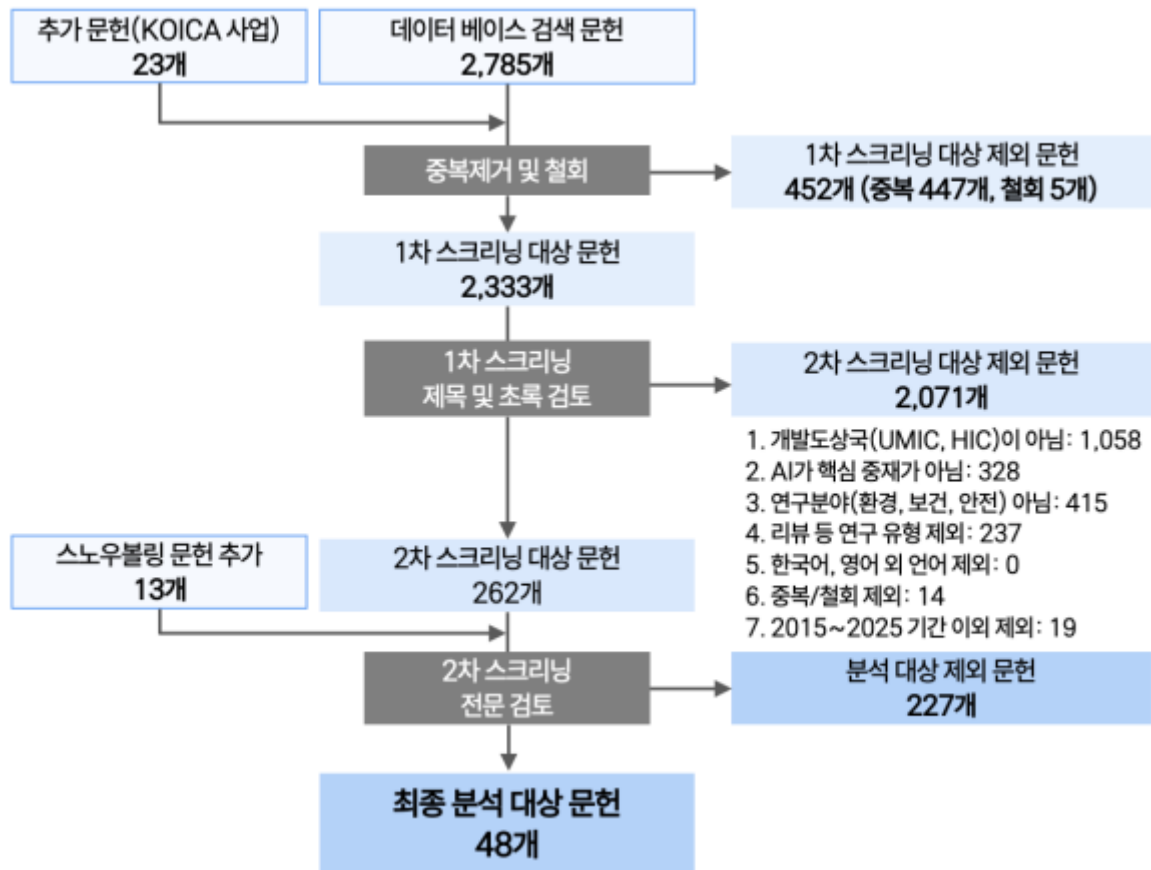 추가 문헌(KOICA 사업)
23개
데이터 베이스 검색 문헌
2,785개
중복제거 및 철회
1차 스크리닝 대상 제외 문헌
452개 (중복 447개, 철회 5개)
1차 스크리닝 대상 문헌
2,333개
1차 스크리닝
제목 및 초록 검토
2차 스크리닝 대상 제외 문헌
2,071개
1. 개발도상국(UMIC, HIC)이 아님: 1,058
2. AI가 핵심 중재가 아님: 328
3. 연구분야(환경, 보건, 안전) 아님: 415
4. 리뷰 등 연구 유형 제외: 237
5. 한국어, 영어 외 언어 제외: 0
6. 중복/철회 제외: 14
7. 2015~2025 기간 이외 제외: 19
스노우볼링 문헌 추가
13개
2차 스크리닝 대상 문헌
262개
2차 스크리닝
전문 검토
분석 대상 제외 문헌
227개
최종 분석 대상 문헌
48개